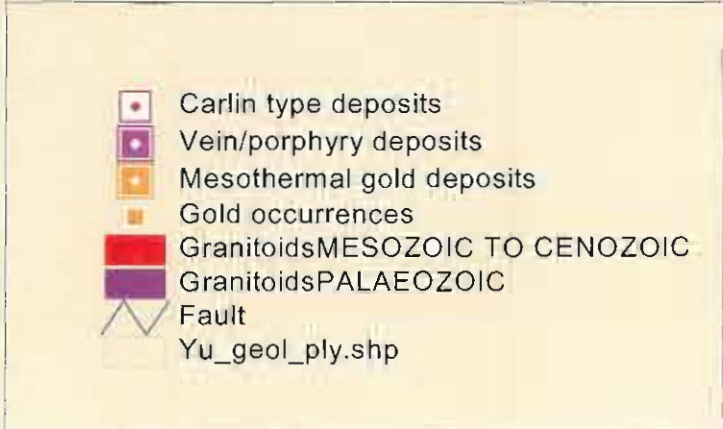 Carlin type deposits
Vein/porphyry deposits
Mesothermal gold deposits
Gold occurrences
GranitoidsMESOZOIC TO CENOZOIC
GranitoidsPALAEOZOIC
Fault
Yu_geol_ply.shp